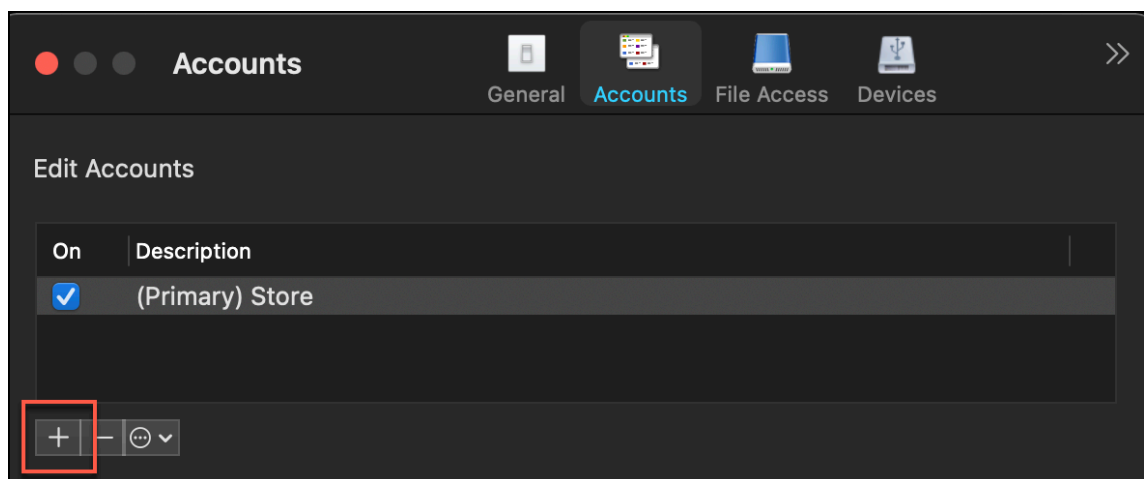 Accounts
General
Accounts
File Access
Devices
Edit Accounts
On
Description
(Primary) Store